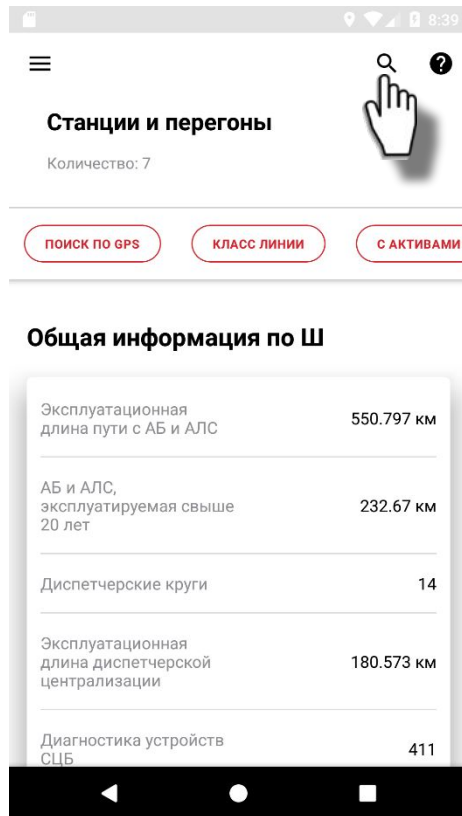 8:39
Станции и перегоны
Количество: 7
ПОИСК ПО GPS
КЛАСС ЛИНИИ
С АКТИВАМИ
Общая информация по Ш
Эксплуатационная
длина пути с АБ и АЛС
550.797 км
АБ и АЛС,
эксплуатируемая свыше
20 лет
232.67 км
Диспетчерские круги
14
Эксплуатационная
длина диспетчерской
централизации
180.573 км
Диагностика устройств
СЦБ
411